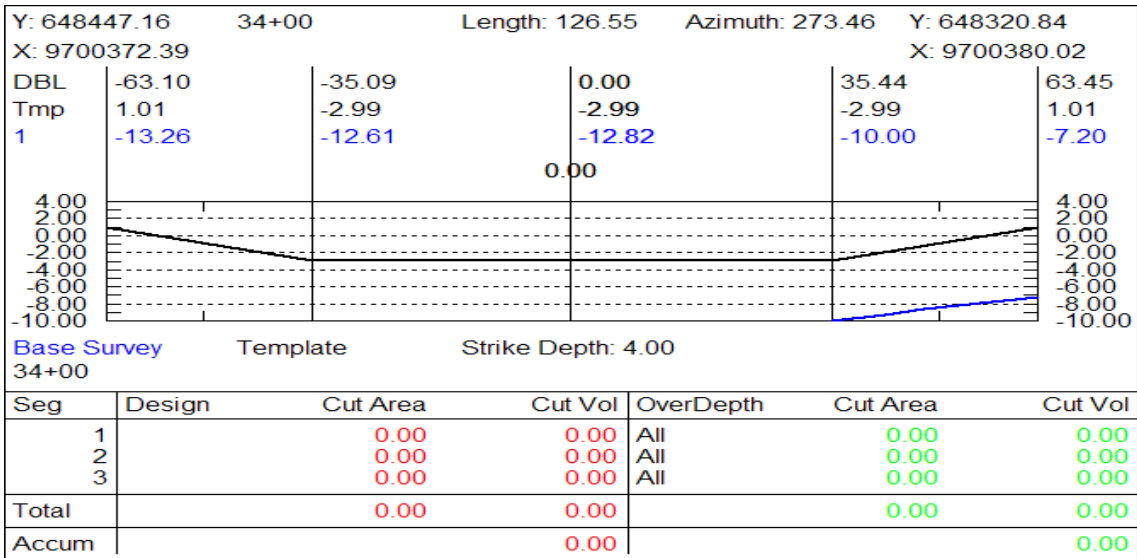 Y: 648447.16 34+00 Length: 126.55 Azimuth: 273.46 Y: 648320.84
X: 9700372.39 X: 9700380.02
DBL -63.10 -35.09 0.00 35.44 63.45
Tmp 1.01 -2.99 -2.99 -2.99 1.01
1 -13.26 -12.61 -12.82 -10.00 -7.20
0.00
4.00 4.00
2.00 2.00
0.00 0.00
-2.00 -2.00
-4.00 -4.00
-6.00 -6.00
-8.00 -8.00
-10.00 -10.00
Base Survey Template Strike Depth: 4.00
34+00
Seg Design Cut Area Cut Vol OverDepth Cut Area Cut Vol
1 0.00 0.00 All 0.00 0.00
2 0.00 0.00 All 0.00 0.00
3 0.00 0.00 All 0.00 0.00
Total 0.00 0.00 0.00 0.00
Accum 0.00 0.00